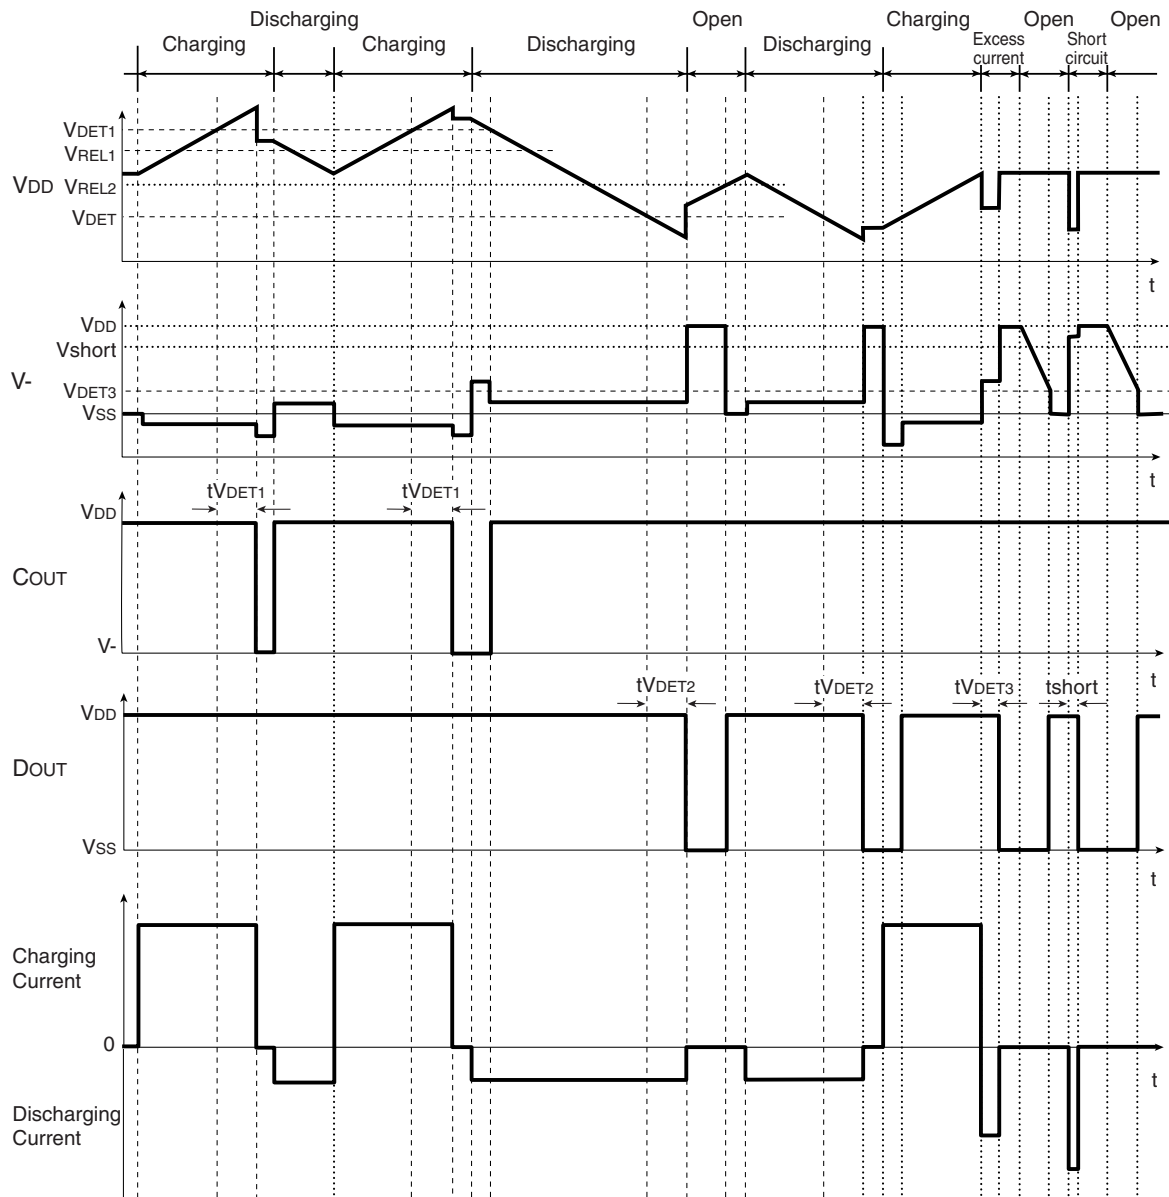 Discharging Open Charging Open Open
Charging Charging Discharging Discharging Excess current Short circuit
VDET1
VREL1
VDD VREL2
VDET
t
VDD
Vshort
V-
VDET3
VSS
t
tVDET1 tVDET1
VDD
COUT
V-
t
tVDET2 tVDET2 tVDET3 tshort
VDD
DOUT
VSS
t
Charging
Current
0
t
Discharging
Current